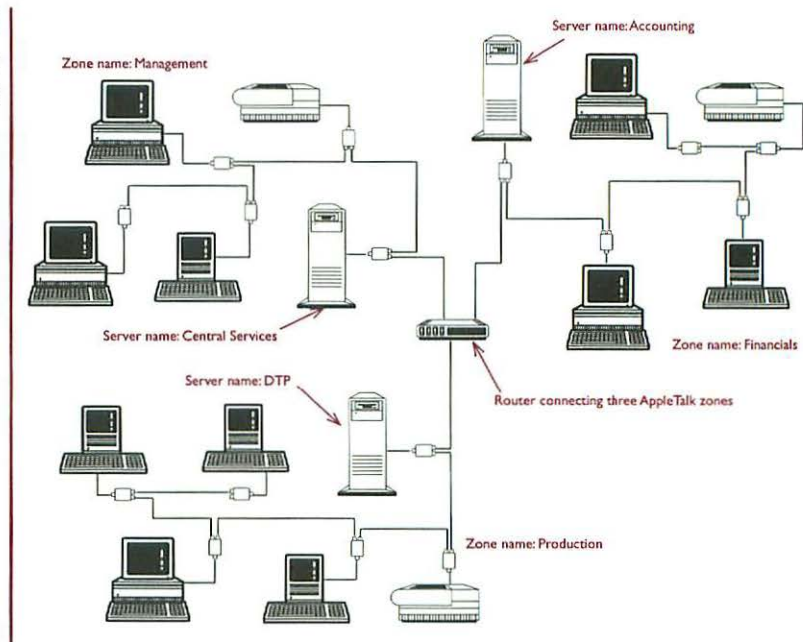 Server name: Accounting
Zone name: Management
Server name: Central Services
Zone name: Financials
Server name: DTP
Router connecting three AppleTalk zones
Zone name: Production